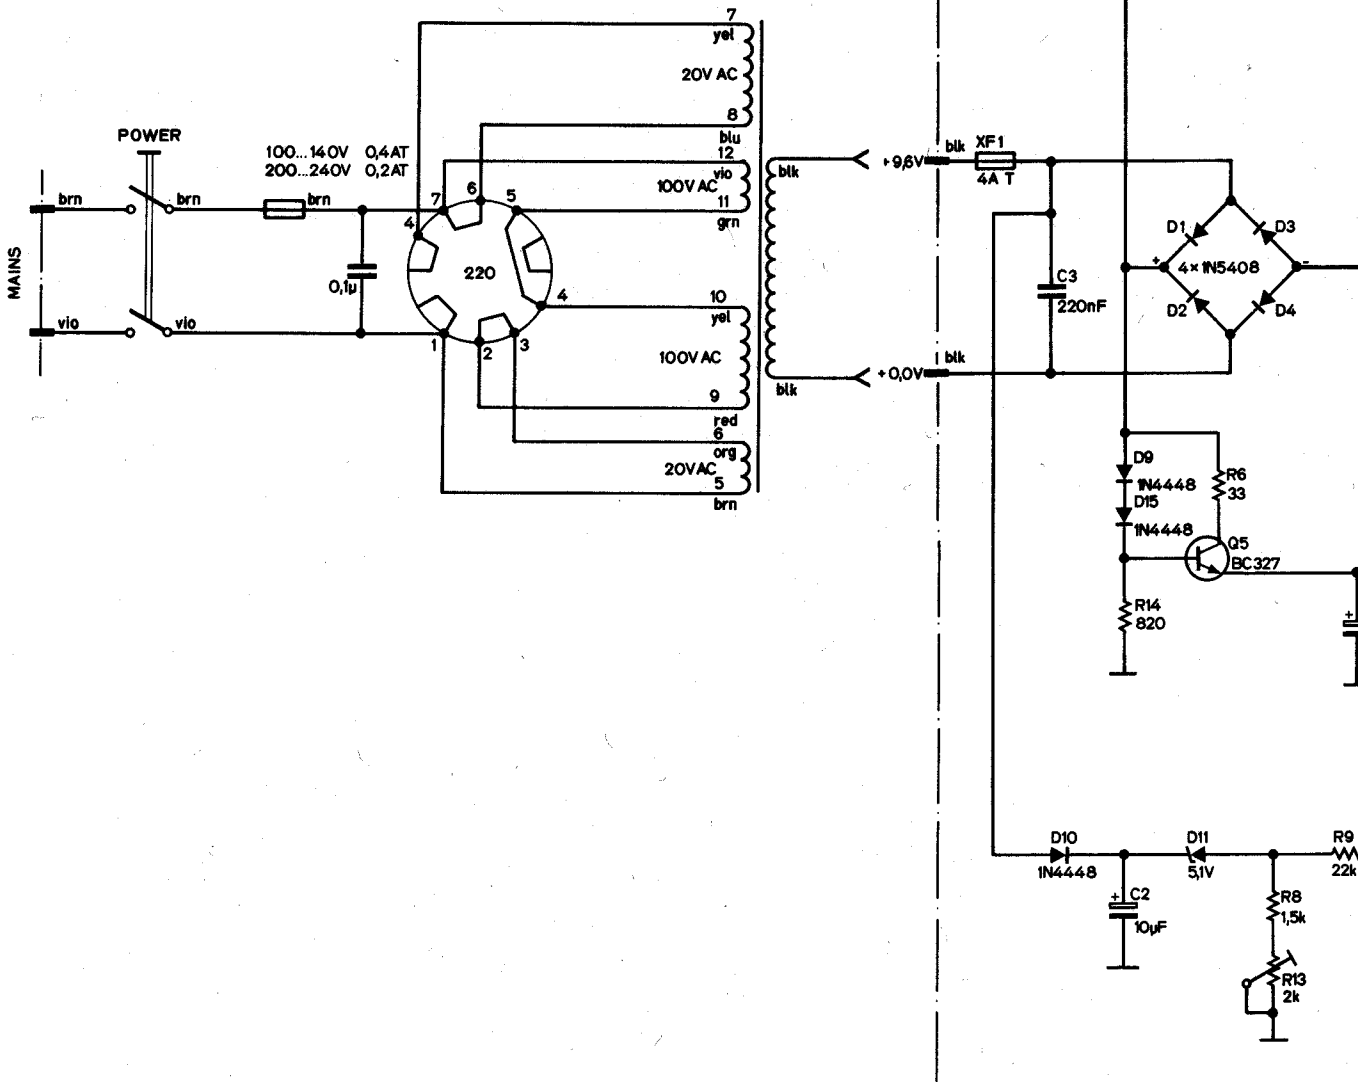 7
yel
20V AC
8
blu
POWER
100...140V 0,4AT
200...240V 0,2AT
12
vio
100V AC
11
grn
brn
brn
brn
7
6
5
4
MAINS
0,1µ
220
4
vio
vio
1
2
3
10
yel
100V AC
9
red
6
org
20V AC
5
brn
blk
blk
+9,6V
blk
XF1
4A T
+0,0V
blk
C3
220nF
D1
D3
+
-
4×1N5408
D2
D4
D9
1N4448
D15
1N4448
R6
33
Q5
BC327
R14
820
+
D10
1N4448
D11
5,1V
R9
22k
+
C2
10µF
R8
1,5k
R13
2k